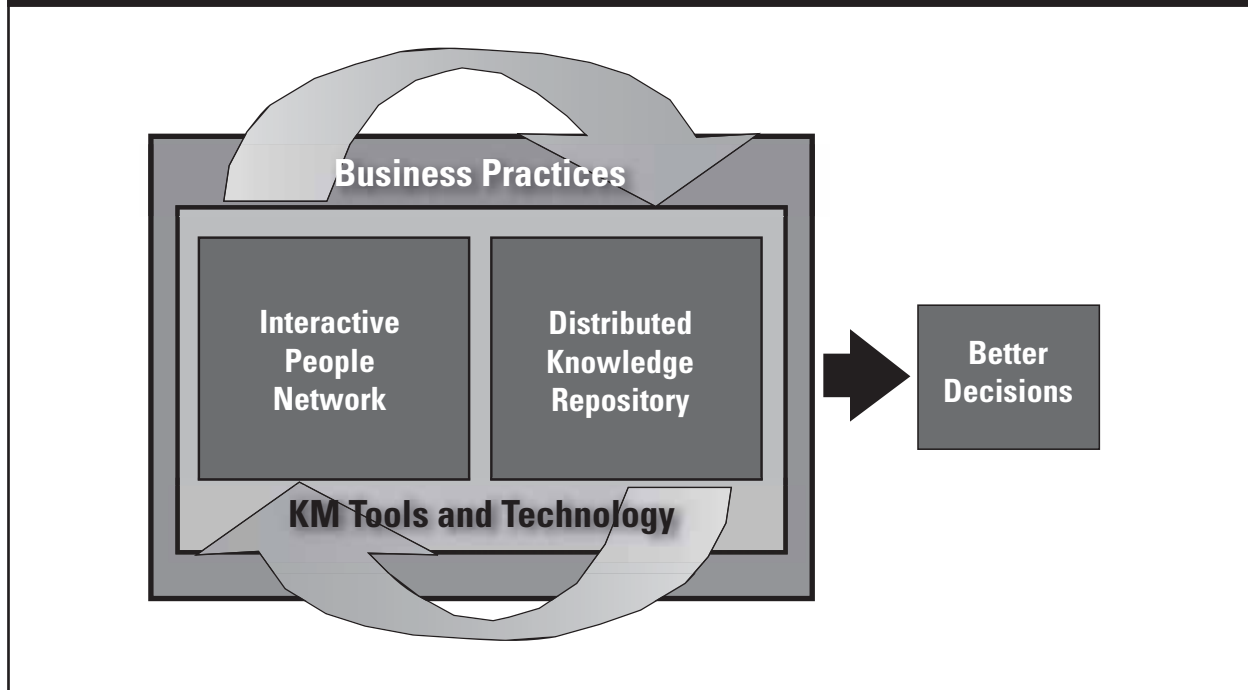 Business Practices
Interactive
People
Network
Distributed
Knowledge
Repository
Better
Decisions
KM Tools and Technology